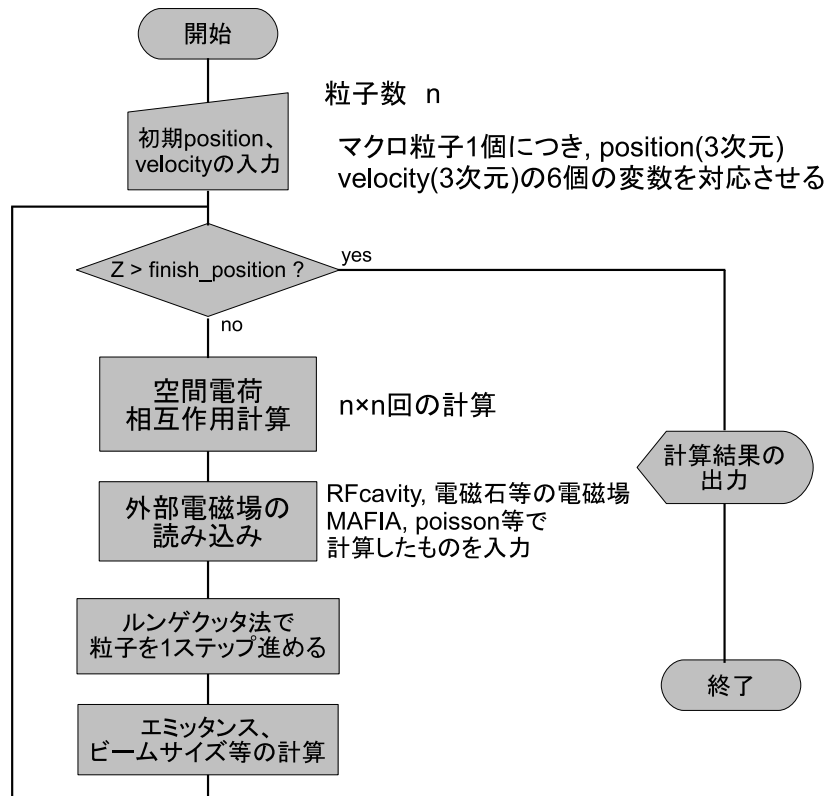 開始
粒子数 n
初期position、
velocityの入力
マクロ粒子1個につき, position(3次元)
velocity(3次元)の6個の変数を対応させる
Z > finish_position ?
yes
no
空間電荷
相互作用計算
n×n回の計算
外部電磁場の
読み込み
RFcavity, 電磁石等の電磁場
MAFIA, poisson等で
計算したものを入力
ルンゲクッタ法で
粒子を1ステップ進める
エミッタンス、
ビームサイズ等の計算
計算結果の
出力
終了